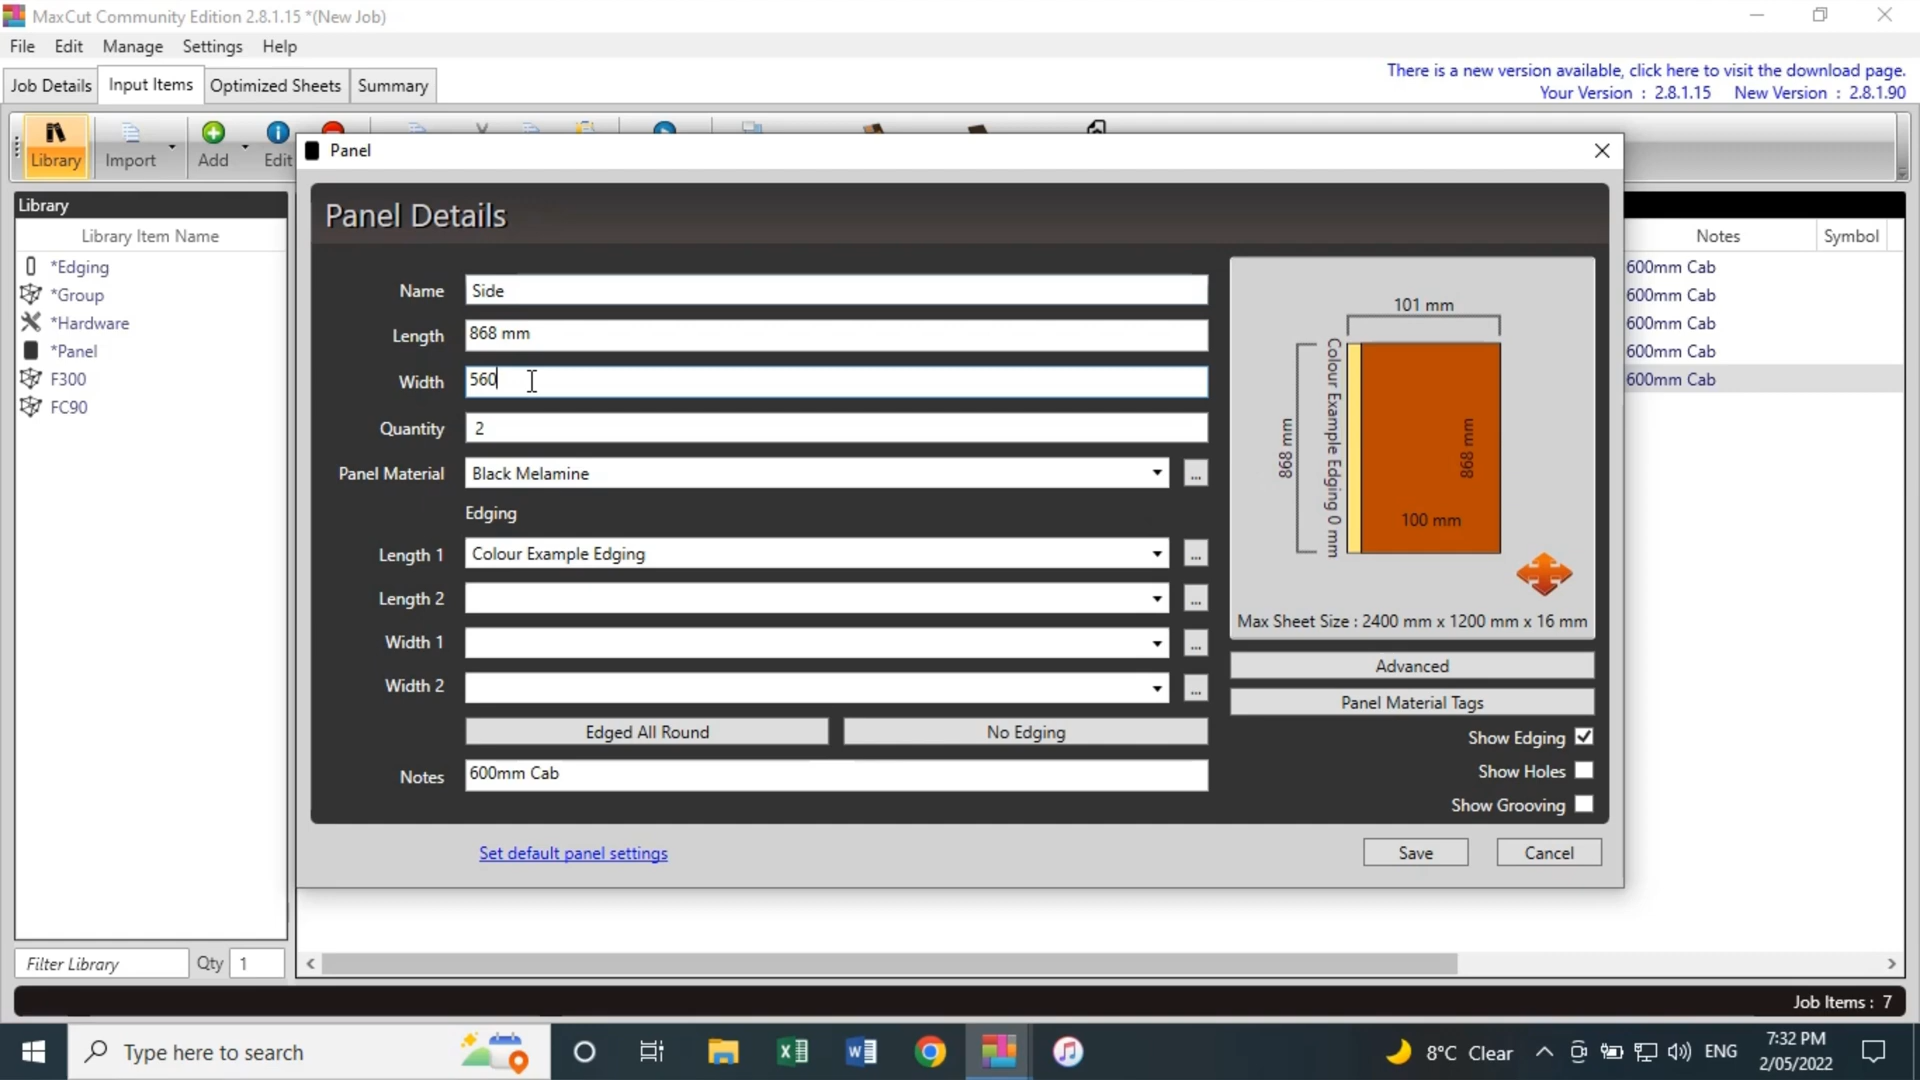 MaxCut Community Edition 2.8.1.15 *(New Job)
File Edit Manage Settings Help
Job Details Input Items Optimized Sheets Summary
There is a new version available, click here to visit the download page.
Your Version : 2.8.1.15 New Version : 2.8.1.90
Library Import Add Edit
Panel
Library
Library Item Name
*Edging
*Group
*Hardware
*Panel
F300
FC90
Panel Details
Name Side
Length 868 mm
Width 560
Quantity 2
Panel Material Black Melamine ...
Edging
Length 1 Colour Example Edging ...
Length 2 ...
Width 1 ...
Width 2 ...
Edged All Round No Edging
Notes 600mm Cab
101 mm
868 mm
Colour Example Edging 0 mm
868 mm
100 mm
Max Sheet Size : 2400 mm x 1200 mm x 16 mm
Advanced
Panel Material Tags
Show Edging
Show Holes
Show Grooving
Set default panel settings
Save Cancel
Notes Symbol
600mm Cab
600mm Cab
600mm Cab
600mm Cab
600mm Cab
Filter Library Qty 1
Job Items : 7
Type here to search
8°C Clear ENG
7:32 PM
2/05/2022